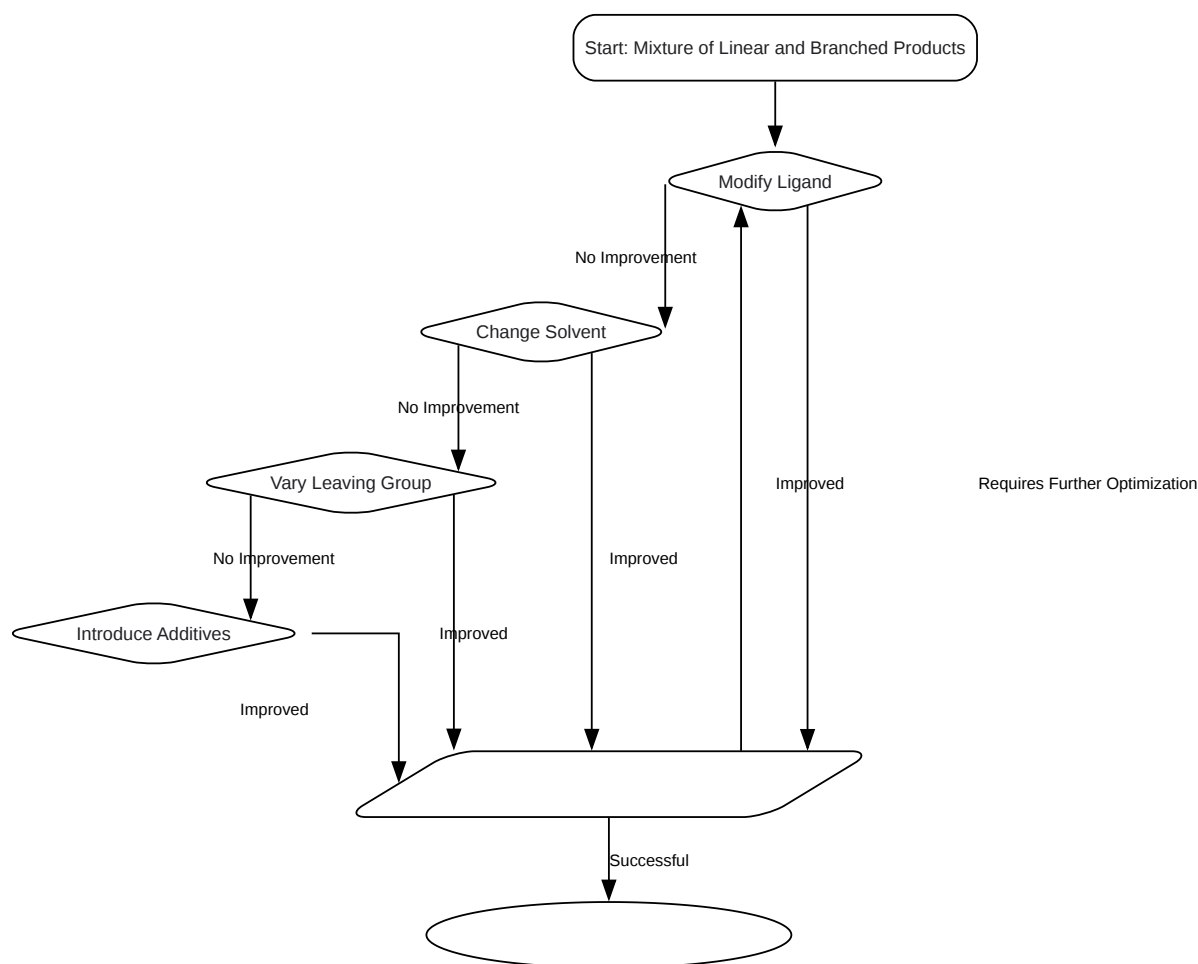 Start: Mixture of Linear and Branched Products
Modify Ligand
No Improvement
Change Solvent
No Improvement
Vary Leaving Group
Improved
Requires Further Optimization
No Improvement
Improved
Introduce Additives
Improved
Improved
Successful